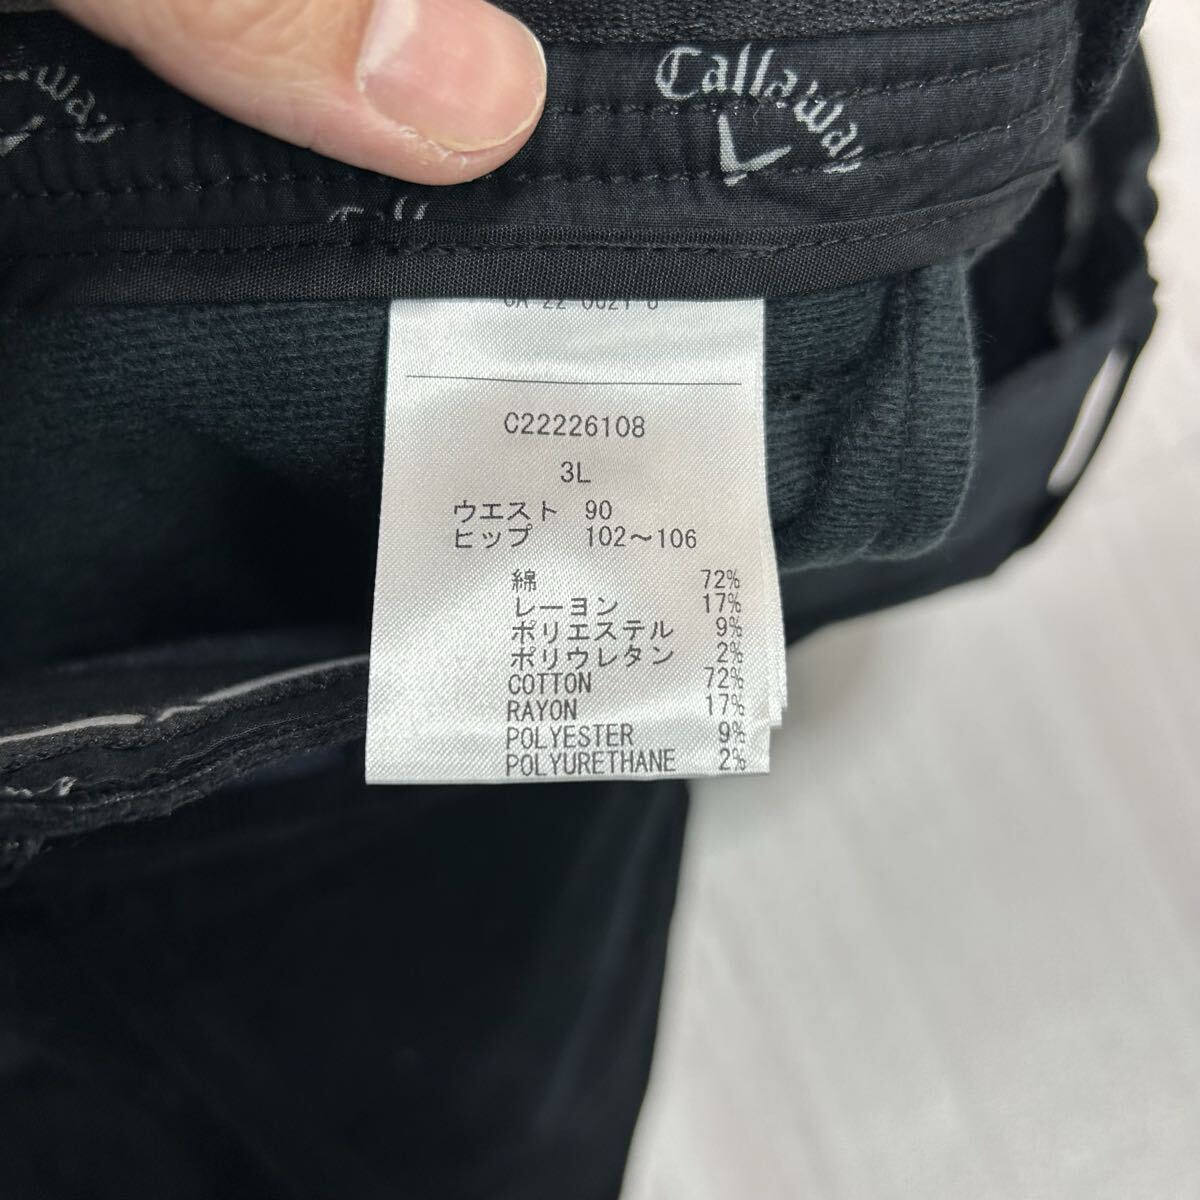 Callaway
C222226108
3L
ウエスト 90
ヒップ 102～106
綿 72%
レーヨン 17%
ポリエステル 9%
ポリウレタン 2%
COTTON 72%
RAYON 17%
POLYESTER 9%
POLYURETHANE 2%